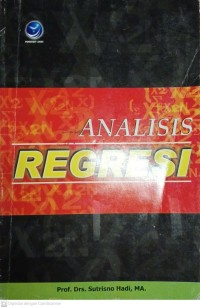 ANALISIS
REGRESI
Prof. Drs. Sutrisno Hadi, MA.